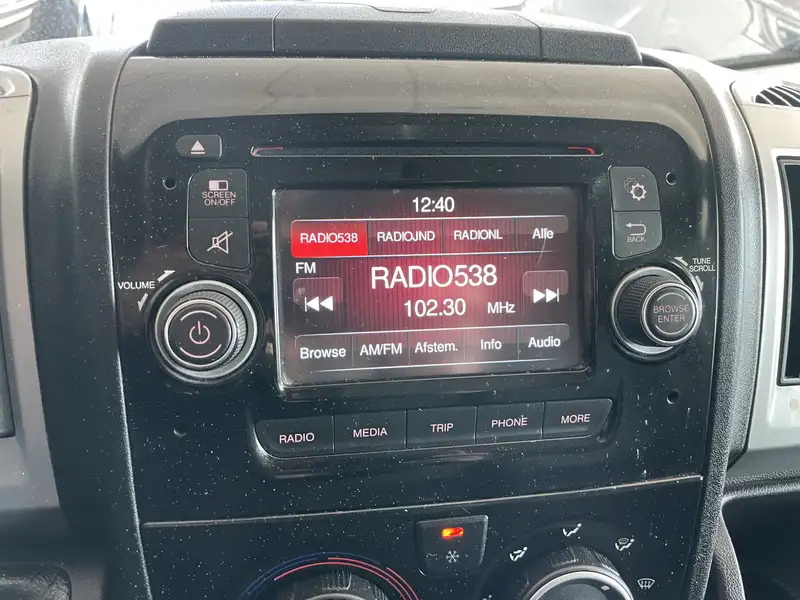 SCREEN
ON/OFF
VOLUME
12:40
RADIO538 RADIOJND RADIONL Alle
FM
RADIO538
102.30 MHz
Browse AM/FM Afstem. Info Audio
BACK
TUNE
SCROLL
BROWSE
ENTER
RADIO MEDIA TRIP PHONE MORE